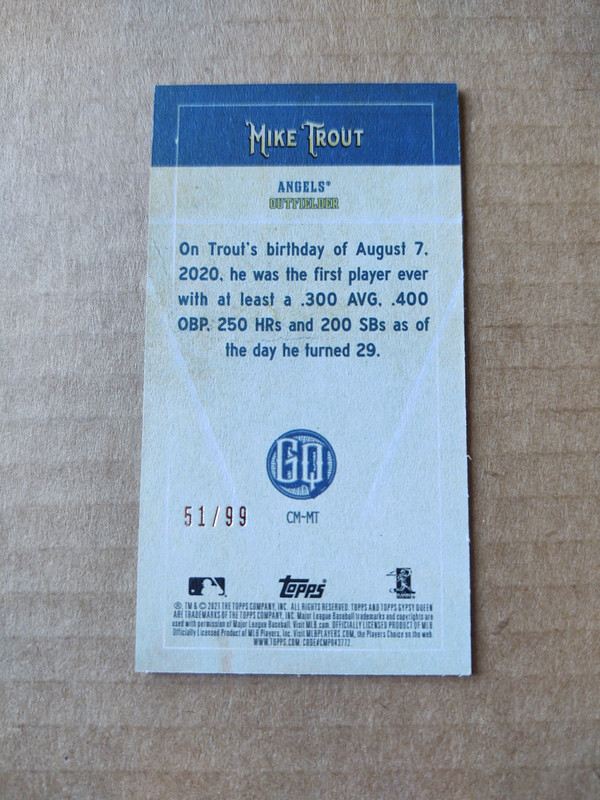 MIKE TROUT
ANGELS®
OUTFIELDER
On Trout's birthday of August 7,
2020, he was the first player ever
with at least a .300 AVG, .400
OBP, 250 HRs and 200 SBs as of
the day he turned 29.
GQ
51/99
CM-MT
Topps®
®, TM & © 2021 THE TOPPS COMPANY, INC. ALL RIGHTS RESERVED. TOPPS AND TOPPS GYPSY QUEEN
ARE TRADEMARKS OF THE TOPPS COMPANY, INC. Major League Baseball trademarks and copyrights are
used with permission of Major League Baseball. Visit MLB.com. OFFICIALLY LICENSED PRODUCT OF MLB
Officially Licensed Product of MLB Players, Inc. Visit MLBPLAYERS.COM, the Players Choice on the web.
WWW.TOPPS.COM. CODE#CMP043772